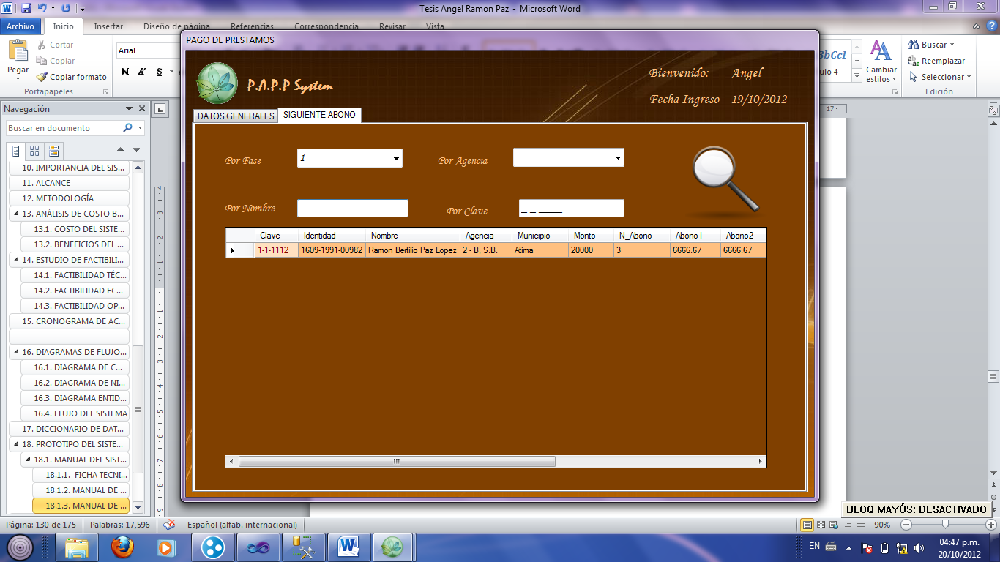 Tesis Angel Ramon Paz - Microsoft Word
Archivo Inicio Insertar Diseño de página Referencias Correspondencia Revisar Vista
Pegar
Cortar
Copiar
Copiar formato
Portapapeles
Arial
N K S
Cambiar estilos
Buscar
Reemplazar
Seleccionar
Edición
Navegación
Buscar en documento
10. IMPORTANCIA DEL SIS...
11. ALCANCE
12. METODOLOGÍA
13. ANÁLISIS DE COSTO B...
13.1. COSTO DEL SISTE...
13.2. BENEFICIOS DEL ...
14. ESTUDIO DE FACTIBILI...
14.1. FACTIBILIDAD TÉC...
14.2. FACTIBILIDAD EC...
14.3. FACTIBILIDAD OP...
15. CRONOGRAMA DE AC...
16. DIAGRAMAS DE FLUJO...
16.1. DIAGRAMA DE C...
16.2. DIAGRAMA DE NI...
16.3. DIAGRAMA ENTID...
16.4. FLUJO DEL SISTEMA
17. DICCIONARIO DE DAT...
18. PROTOTIPO DEL SISTE...
18.1. MANUAL DEL SIST...
18.1.1. FICHA TECNI...
18.1.2. MANUAL DE ...
18.1.3. MANUAL DE ...
PAGO DE PRESTAMOS
P.A.P.P System
Bienvenido: Angel
Fecha Ingreso 19/10/2012
DATOS GENERALES SIGUIENTE ABONO
Por Fase 1 Por Agencia
Por Nombre Por Clave _-_-____
Clave Identidad Nombre Agencia Municipio Monto N_Abono Abono1 Abono2
1-1-1112 1609-1991-00982 Ramon Bertilio Paz Lopez 2 - B, S.B. Atima 20000 3 6666.67 6666.67
BLOQ MAYÚS: DESACTIVADO
Página: 130 de 175 Palabras: 17,596 Español (alfab. internacional) 90%
EN 04:47 p.m.
20/10/2012